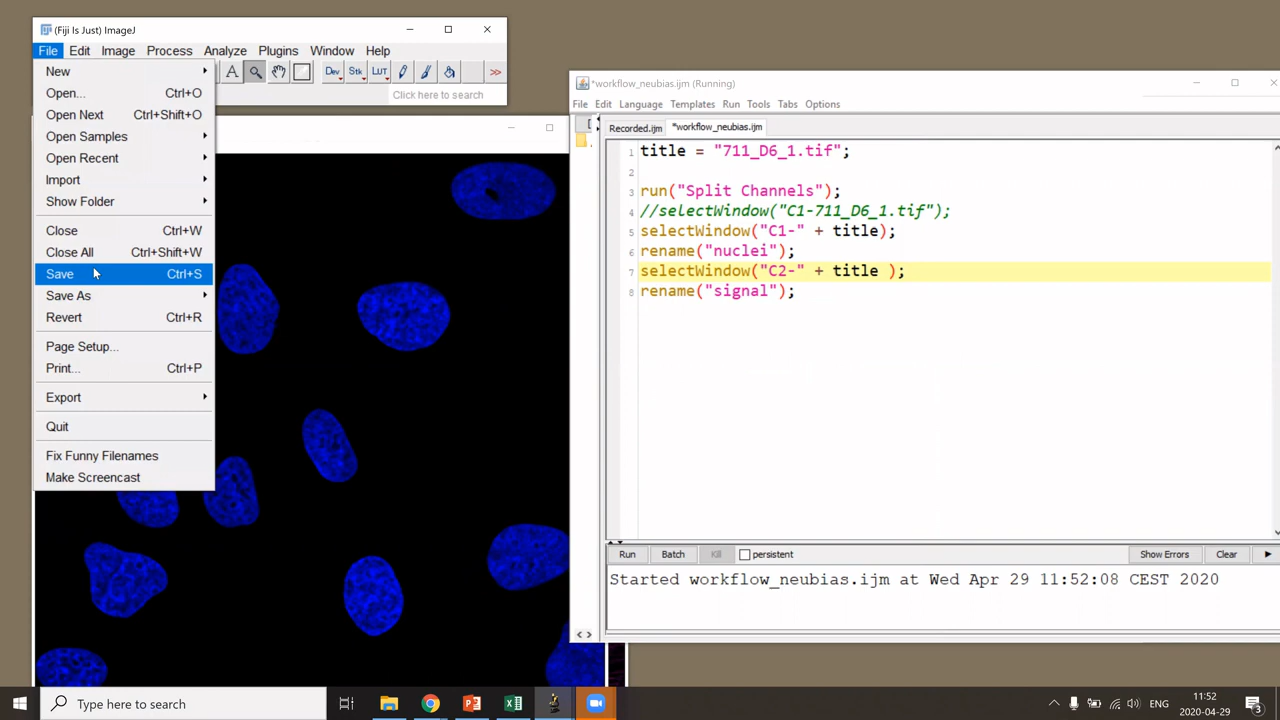 (Fiji Is Just) ImageJ
File Edit Image Process Analyze Plugins Window Help
Dev Stk LUT >>
Click here to search
New
Open... Ctrl+O
Open Next Ctrl+Shift+O
Open Samples
Open Recent
Import
Show Folder
Close Ctrl+W
Close All Ctrl+Shift+W
Save Ctrl+S
Save As
Revert Ctrl+R
Page Setup...
Print... Ctrl+P
Export
Quit
Fix Funny Filenames
Make Screencast
*workflow_neubias.ijm (Running)
File Edit Language Templates Run Tools Tabs Options
Recorded.ijm *workflow_neubias.ijm
1 title = "711_D6_1.tif";
2
3 run("Split Channels");
4 //selectWindow("C1-711_D6_1.tif");
5 selectWindow("C1-" + title);
6 rename("nuclei");
7 selectWindow("C2-" + title );
8 rename("signal");
Run Batch Kill persistent Show Errors Clear
Started workflow_neubias.ijm at Wed Apr 29 11:52:08 CEST 2020
Type here to search
ENG
11:52
2020-04-29
3